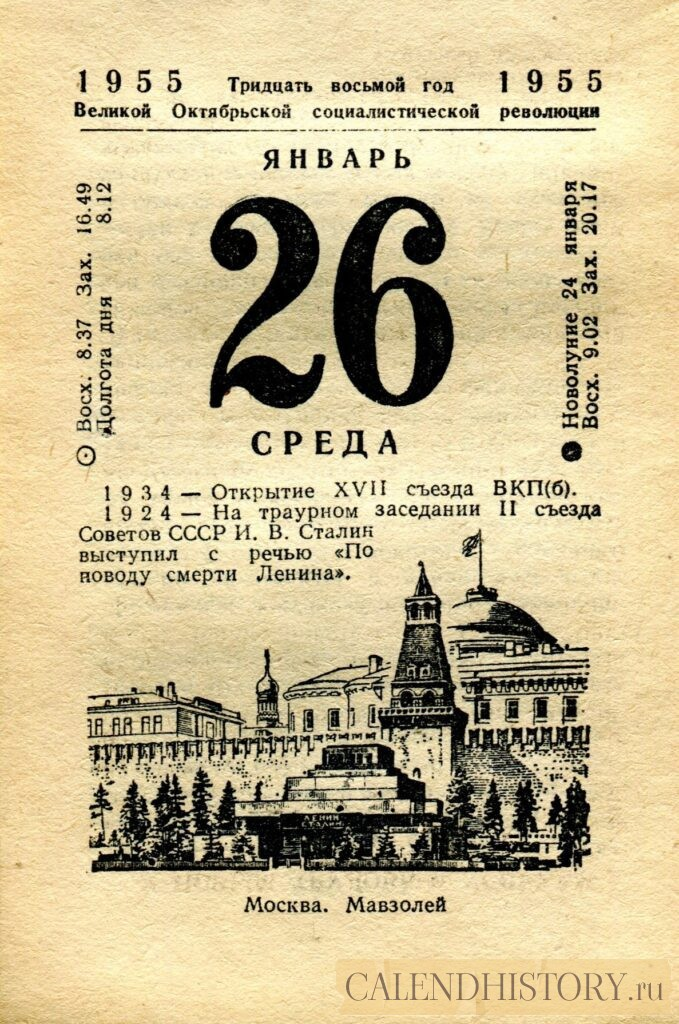 1955 Тридцать восьмой год 1955
Великой Октябрьской социалистической революции
ЯНВАРЬ
Восх. 8.37 Зах. 16.49
Долгота дня 8.12
26
Новолуние 24 января
Восх. 9.02 Зах. 20.17
СРЕДА
1934 — Открытие XVII съезда ВКП(б).
1924 — На траурном заседании II съезда
Советов СССР И. В. Сталин
выступил с речью «По
поводу смерти Ленина».
ЛЕНИН
СТАЛИН
Москва. Мавзолей
CALENDHISTORY.ru